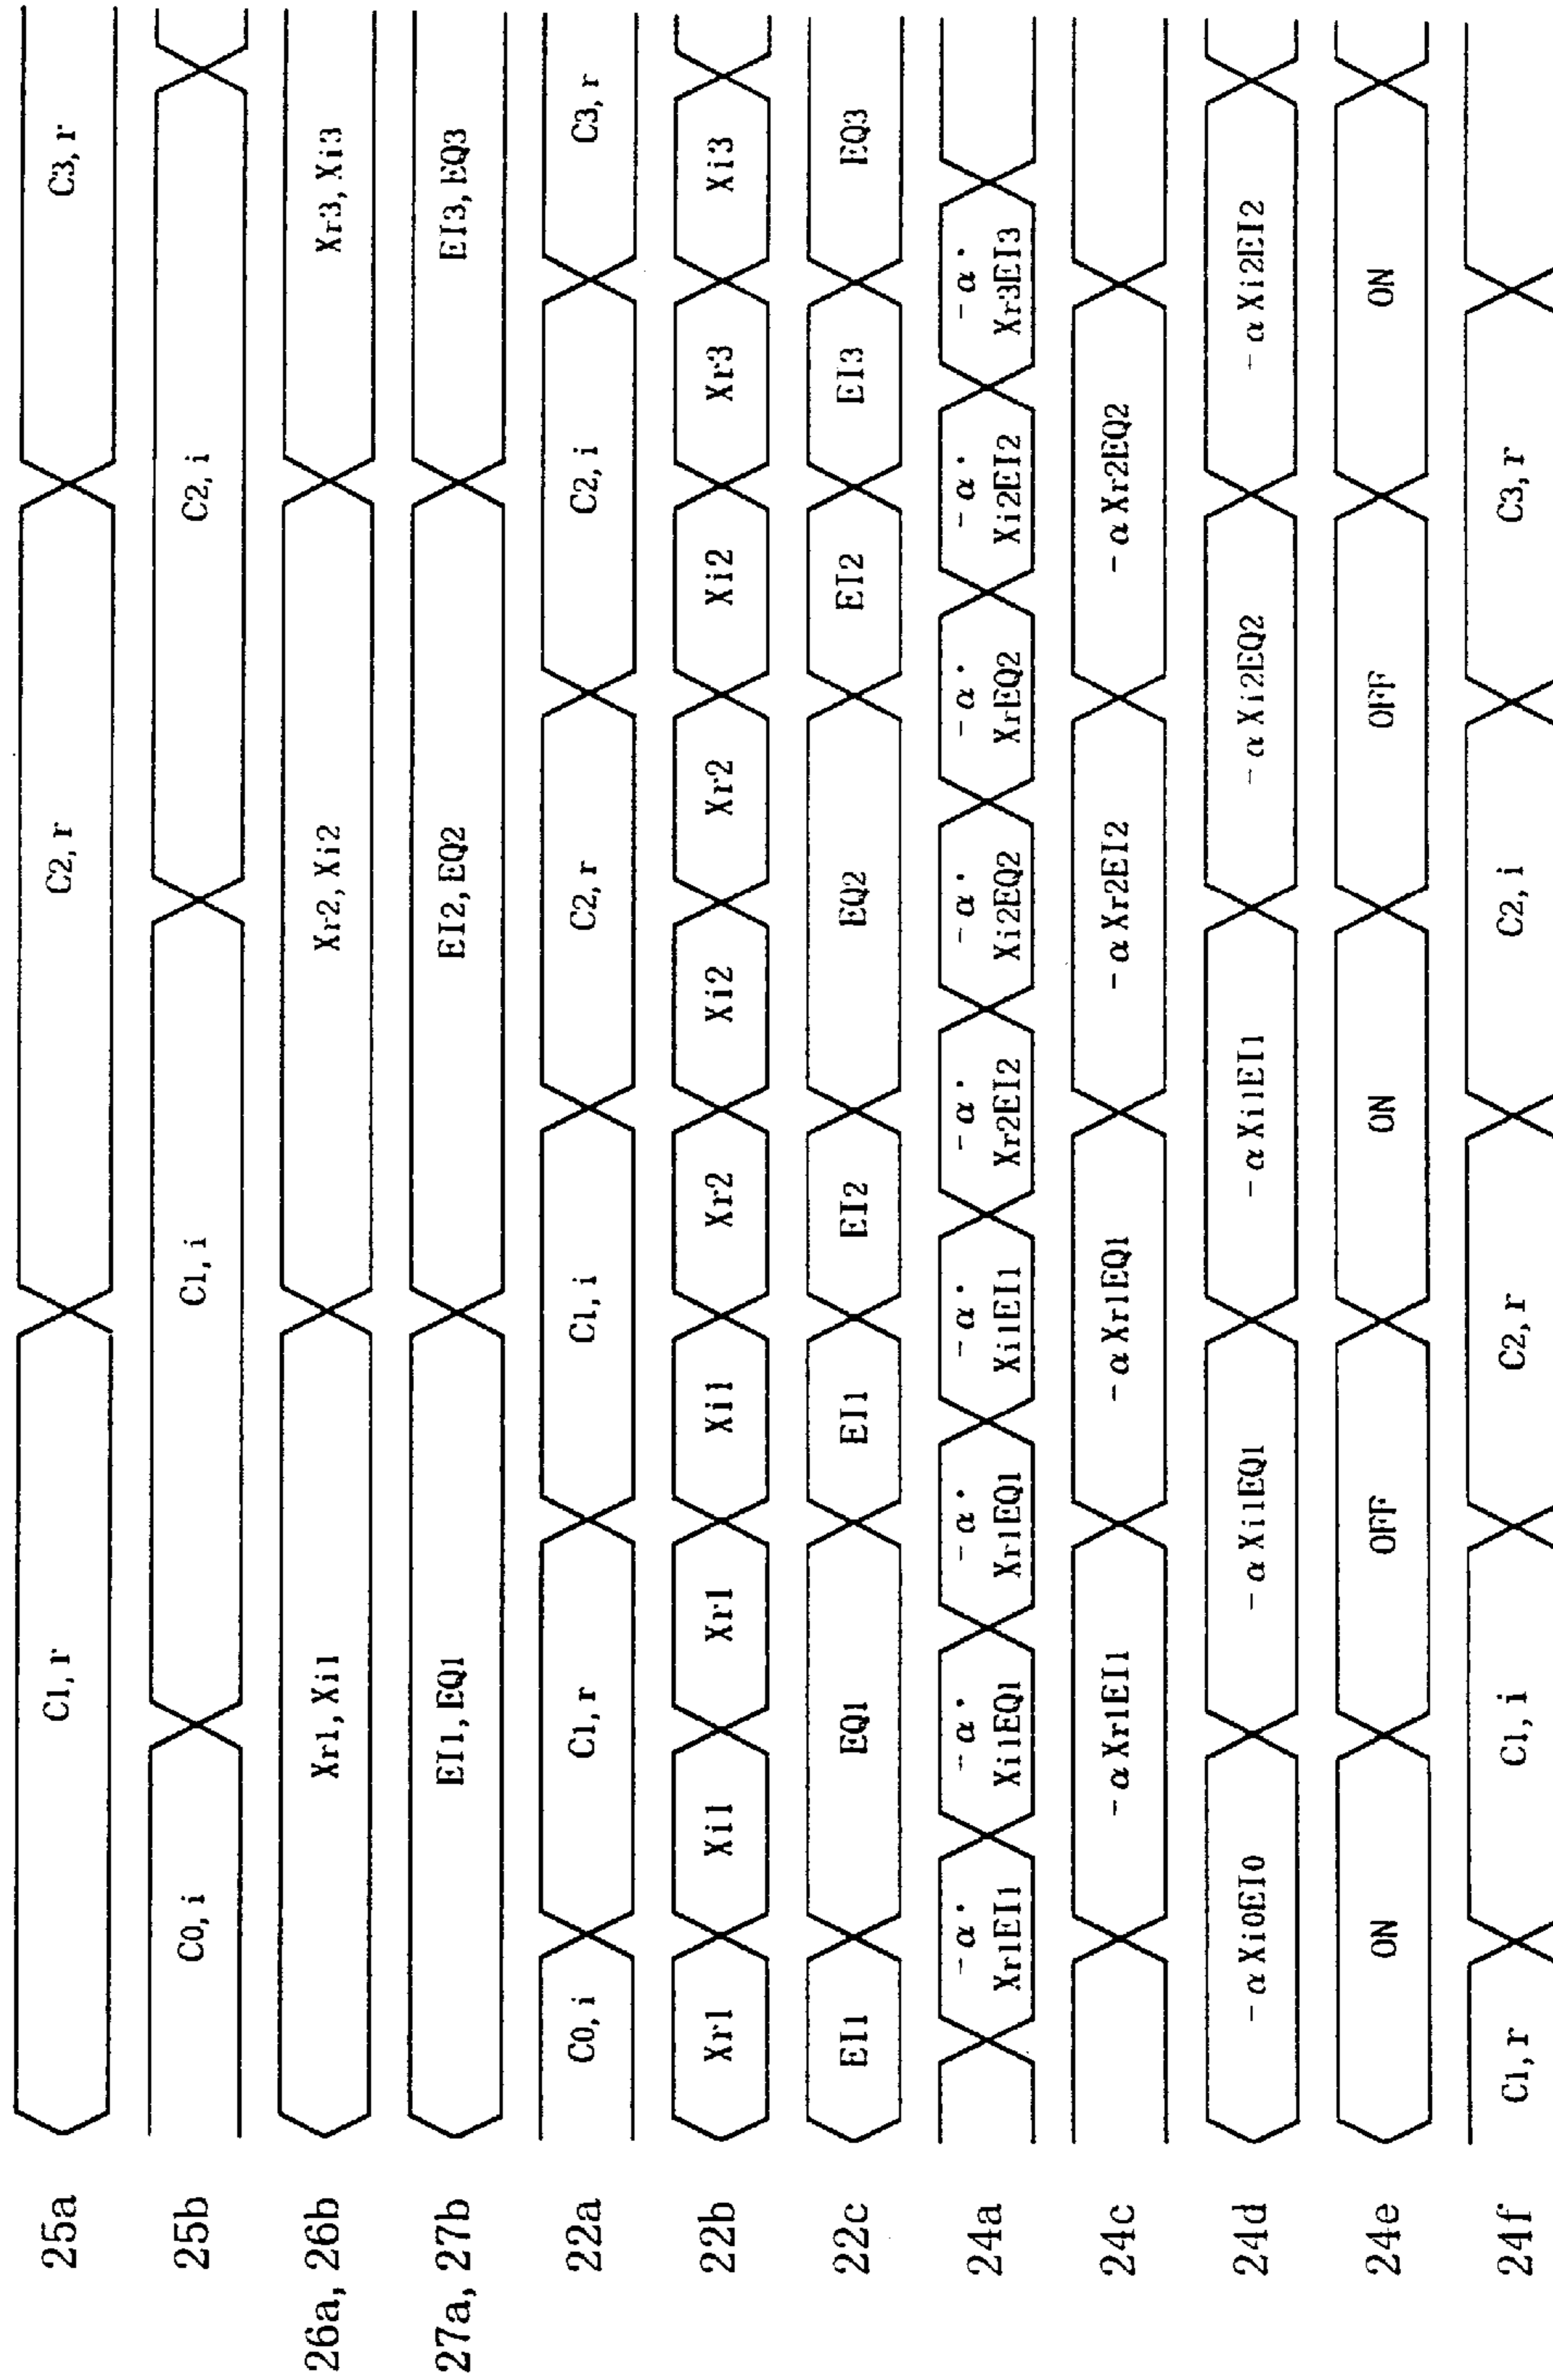 25a C1, r C2, r C3, r
25b C0, i C1, i C2, i
26a, 26b Xr1, Xi1 Xr2, Xi2 Xr3, Xi3
27a, 27b EI1, EQ1 EI2, EQ2 EI3, EQ3
22a C0, i C1, r C1, i C2, r C2, i C3, r
22b Xr1 Xi1 Xr1 Xi1 Xr2 Xi2 Xr2 Xi2 Xr3 Xi3
22c EI1 EQ1 EI1 EI2 EQ2 EI2 EI3 EQ3
24a -α· -α· -α· -α· -α· -α· -α· -α· -α·
Xr1EI1 Xi1EQ1 Xr1EQ1 Xi1EI1 Xr2EI2 Xi2EQ2 XrEQ2 Xi2EI2 Xr3EI3
24c -αXr1EI1 -αXr1EQ1 -αXr2EI2 -αXr2EQ2
24d -αXi0EI0 -αXi1EQ1 -αXi1EI1 -αXi2EQ2 -αXi2EI2
24e ON OFF ON OFF ON
24f C1, r C1, i C2, r C2, i C3, r